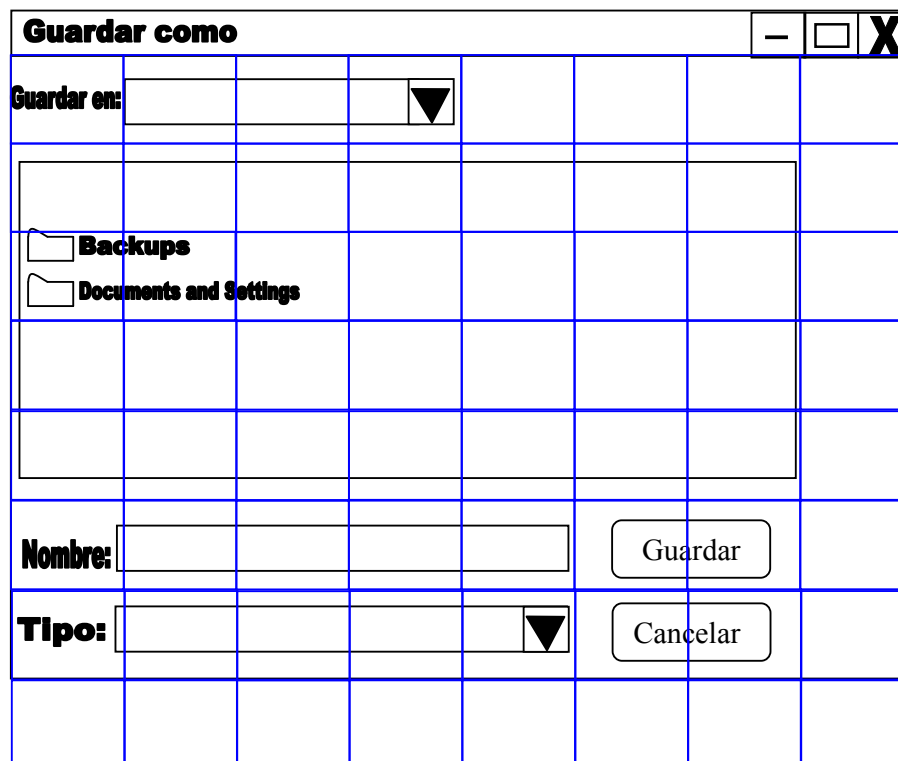 Guardar como
X
Guardar en:
Backups
Documents and Settings
Nombre:
Guardar
Tipo:
Cancelar